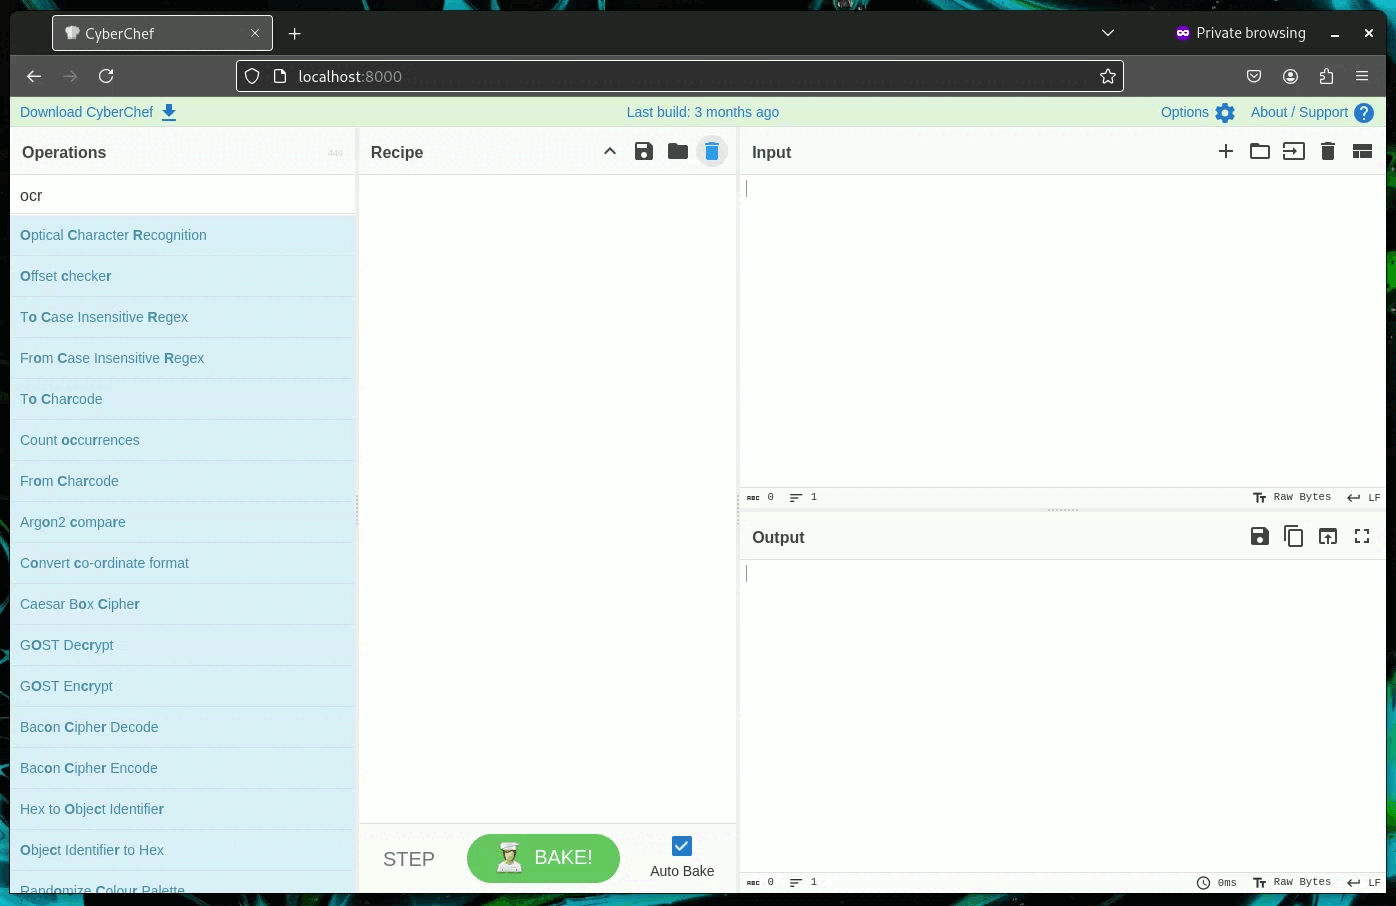 CyberChef
Private browsing
localhost:8000
Download CyberChef
Last build: 3 months ago
Options
About / Support
Operations
440
Recipe
Input
ocr
Optical Character Recognition
Offset checker
To Case Insensitive Regex
From Case Insensitive Regex
To Charcode
Count occurrences
From Charcode
Argon2 compare
Convert co-ordinate format
Caesar Box Cipher
GOST Decrypt
GOST Encrypt
Bacon Cipher Decode
Bacon Cipher Encode
Hex to Object Identifier
Object Identifier to Hex
Randomize Colour Palette
STEP
BAKE!
Auto Bake
ABC 0 1
Tт Raw Bytes LF
Output
ABC 0 1
0ms Tт Raw Bytes LF